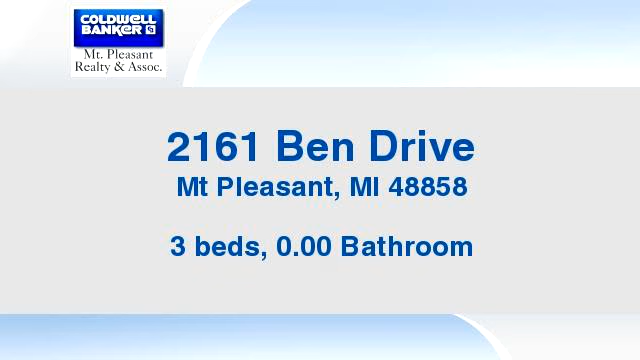 COLDWELL
BANKER
Mt. Pleasant
Realty & Assoc.
2161 Ben Drive
Mt Pleasant, MI 48858
3 beds, 0.00 Bathroom